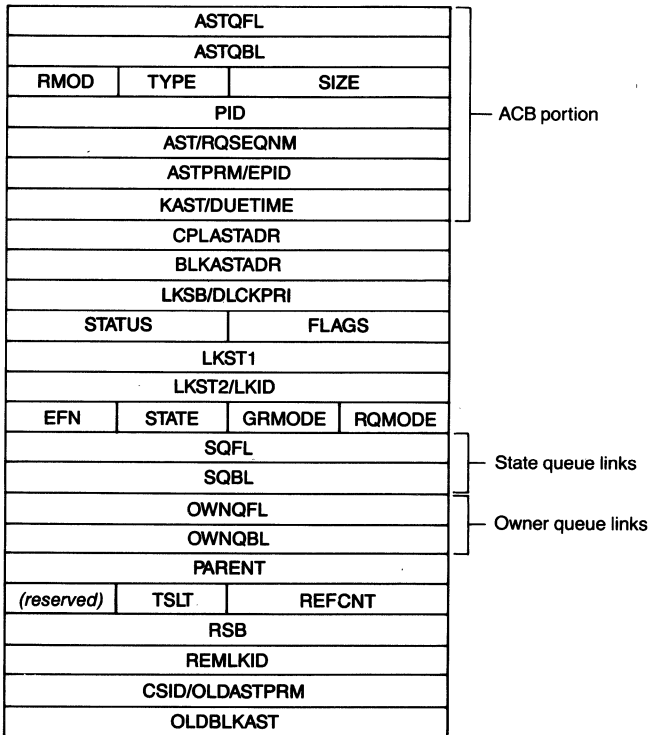 ASTQFL
ASTQBL
RMOD TYPE SIZE
PID
ACB portion
AST/RQSEQNM
ASTPRM/EPID
KAST/DUETIME
CPLASTADR
BLKASTADR
LKSB/DLCKPRI
STATUS FLAGS
LKST1
LKST2/LKID
EFN STATE GRMODE RQMODE
SQFL
State queue links
SQBL
OWNQFL
Owner queue links
OWNQBL
PARENT
(reserved) TSLT REFCNT
RSB
REMLKID
CSID/OLDASTPRM
OLDBLKAST